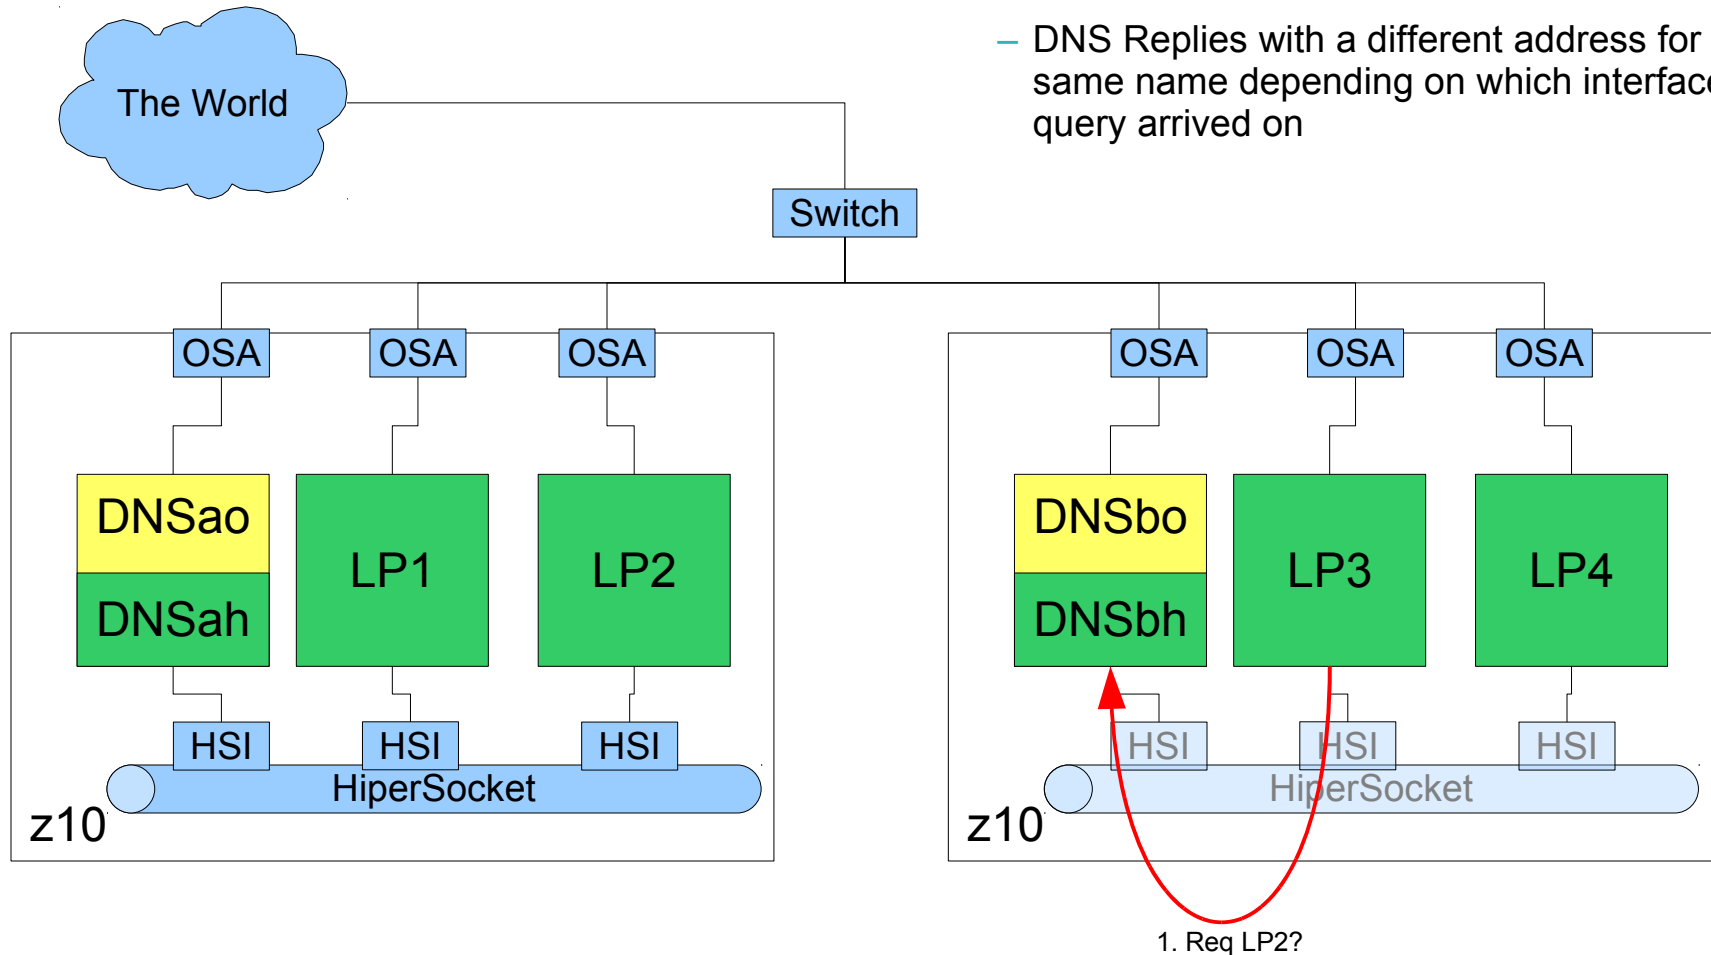 – DNS Replies with a different address for
same name depending on which interface
query arrived on
The World
Switch
OSA
OSA
OSA
OSA
OSA
OSA
DNSao
DNSah
LP1
LP2
DNSbo
DNSbh
LP3
LP4
HSI
HSI
HSI
HSI
HSI
HSI
HiperSocket
HiperSocket
z10
z10
1. Req LP2?